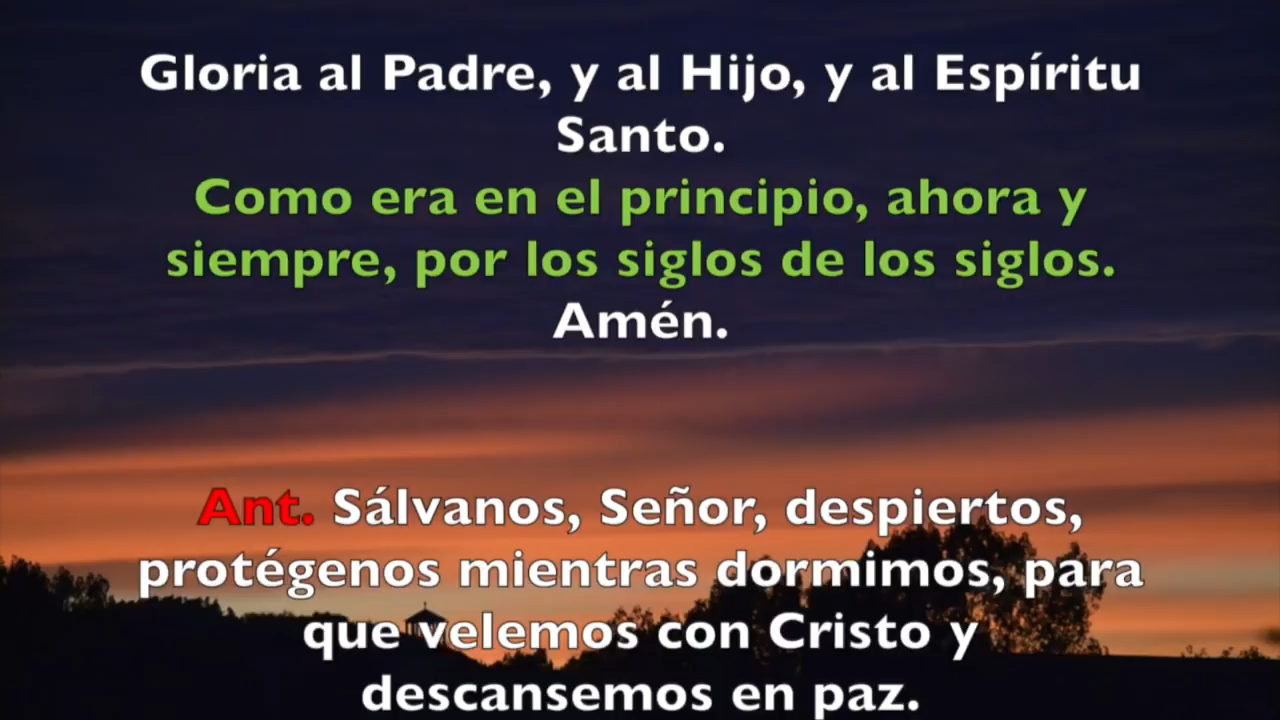 Gloria al Padre, y al Hijo, y al Espíritu
Santo.
Como era en el principio, ahora y
siempre, por los siglos de los siglos.
Amén.
Ant. Sálvanos, Señor, despiertos,
protégenos mientras dormimos, para
que velemos con Cristo y
descansemos en paz.